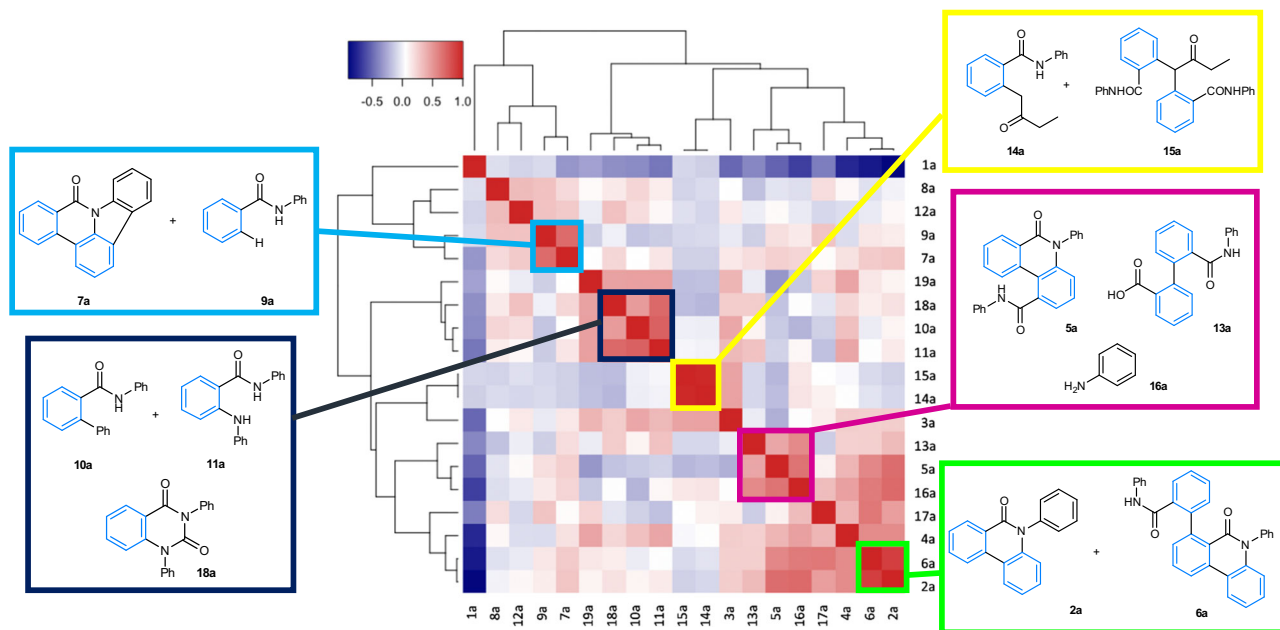 -0.5 0.0 0.5 1.0
O
N
7a
+
O
N
H
Ph
H
9a
O
N
H
Ph
Ph
10a
+
O
N
H
Ph
NH
Ph
11a
O
N
Ph
N
O
Ph
18a
1a
8a
12a
9a
7a
19a
18a
10a
11a
15a
14a
3a
13a
5a
16a
17a
4a
6a
2a
1a 8a 12a 9a 7a 19a 18a 10a 11a 15a 14a 3a 13a 5a 16a 17a 4a 6a 2a
O
N
H
Ph
O
14a
+
O
PhNHOC
CONHPh
15a
O
N
Ph
H
N
Ph
O
5a
Ph
HN
O
O
HO
13a
H2N
16a
O
N
2a
+
Ph
NH
O
O
N
Ph
6a